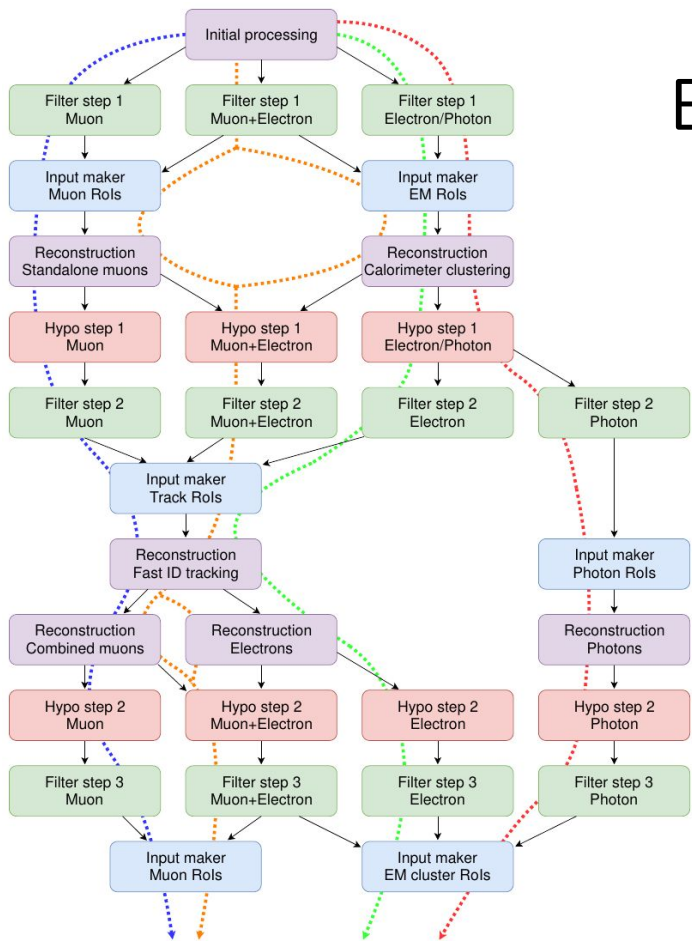 Initial processing
Filter step 1
Muon
Filter step 1
Muon+Electron
Filter step 1
Electron/Photon
E
Input maker
Muon RoIs
Input maker
EM RoIs
Reconstruction
Standalone muons
Reconstruction
Calorimeter clustering
Hypo step 1
Muon
Hypo step 1
Muon+Electron
Hypo step 1
Electron/Photon
Filter step 2
Muon
Filter step 2
Muon+Electron
Filter step 2
Electron
Filter step 2
Photon
Input maker
Track RoIs
Reconstruction
Fast ID tracking
Input maker
Photon RoIs
Reconstruction
Combined muons
Reconstruction
Electrons
Reconstruction
Photons
Hypo step 2
Muon
Hypo step 2
Muon+Electron
Hypo step 2
Electron
Hypo step 2
Photon
Filter step 3
Muon
Filter step 3
Muon+Electron
Filter step 3
Electron
Filter step 3
Photon
Input maker
Muon RoIs
Input maker
EM cluster RoIs